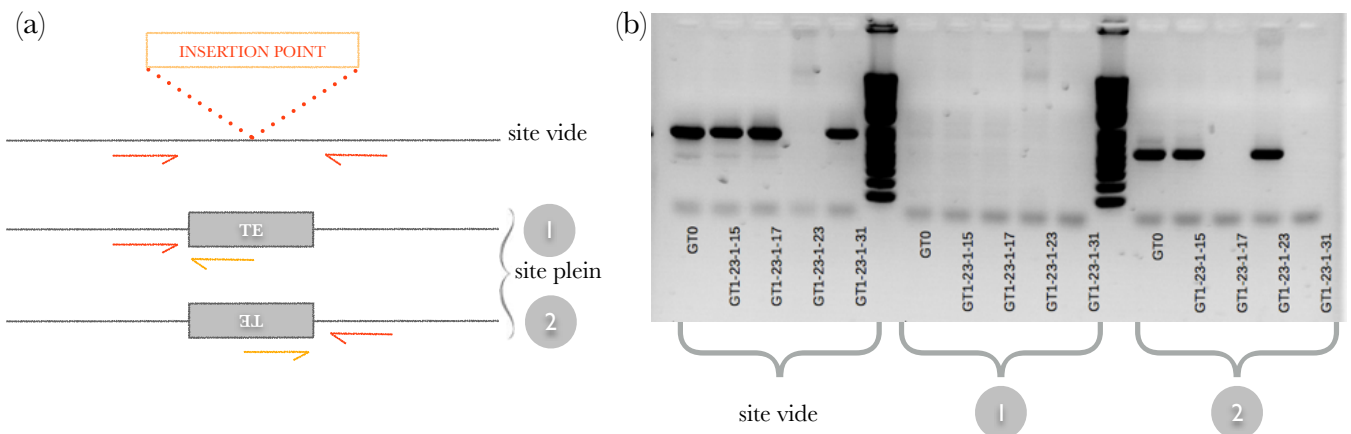 (a)
INSERTION POINT
site vide
TE
1
site plein
TE
2
(b)
GT0
GT1-23-1-15
GT1-23-1-17
GT1-23-1-23
GT1-23-1-31
GT0
GT1-23-1-15
GT1-23-1-17
GT1-23-1-23
GT1-23-1-31
GT0
GT1-23-1-15
GT1-23-1-17
GT1-23-1-23
GT1-23-1-31
site vide
1
2